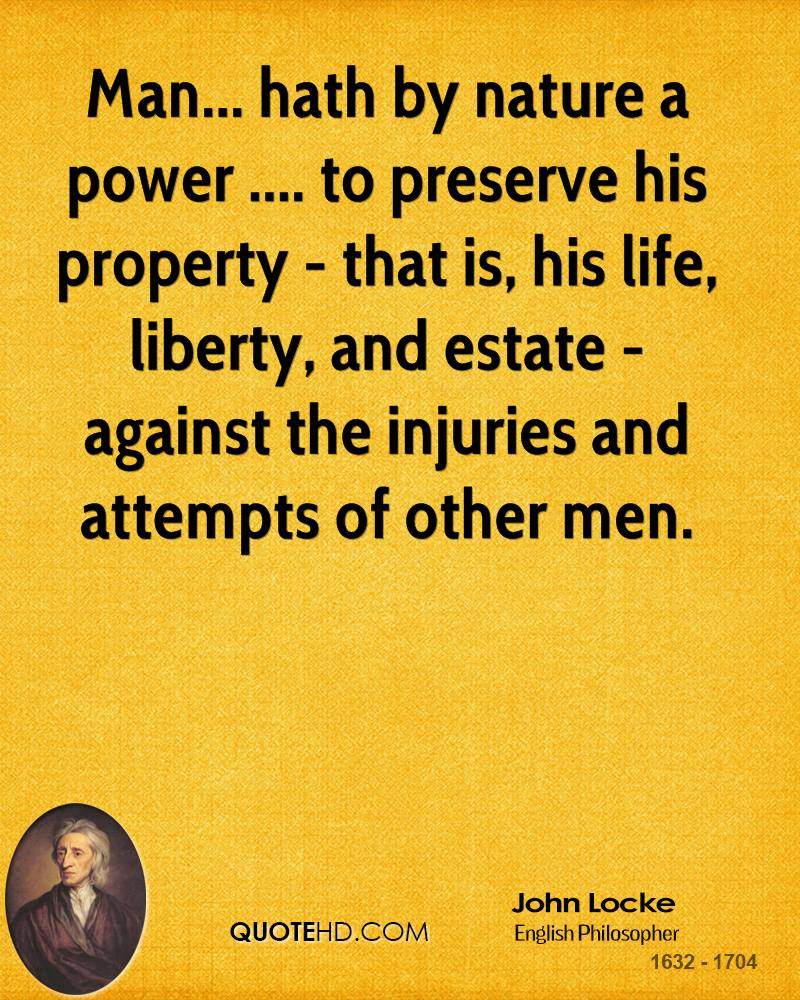 Man... hath by nature a
power .... to preserve his
property - that is, his life,
liberty, and estate -
against the injuries and
attempts of other men.
John Locke
QUOTEHD.COM
English Philosopher
1632 - 1704